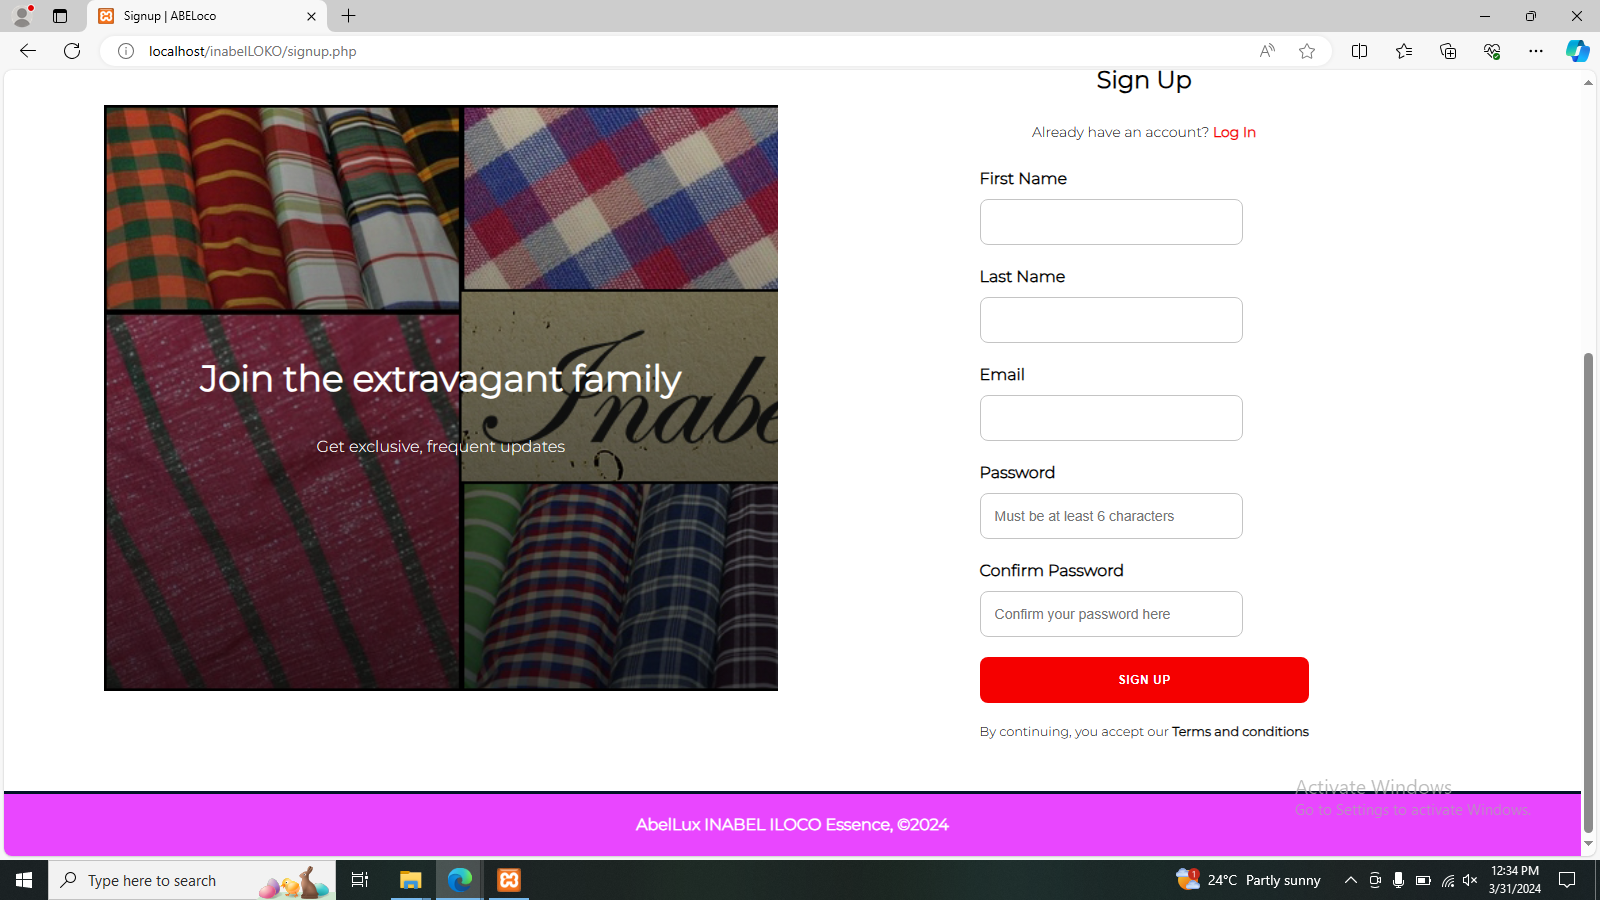 Signup | ABELoco
localhost/inabelLOKO/signup.php
Sign Up
Already have an account? Log In
First Name
Last Name
Email
Password
Must be at least 6 characters
Confirm Password
Confirm your password here
SIGN UP
By continuing, you accept our Terms and conditions
Join the extravagant family
Get exclusive, frequent updates
Inabe
Activate Windows
Go to Settings to activate Windows.
AbelLux INABEL ILOCO Essence, ©2024
Type here to search
1
24°C Partly sunny
12:34 PM
3/31/2024